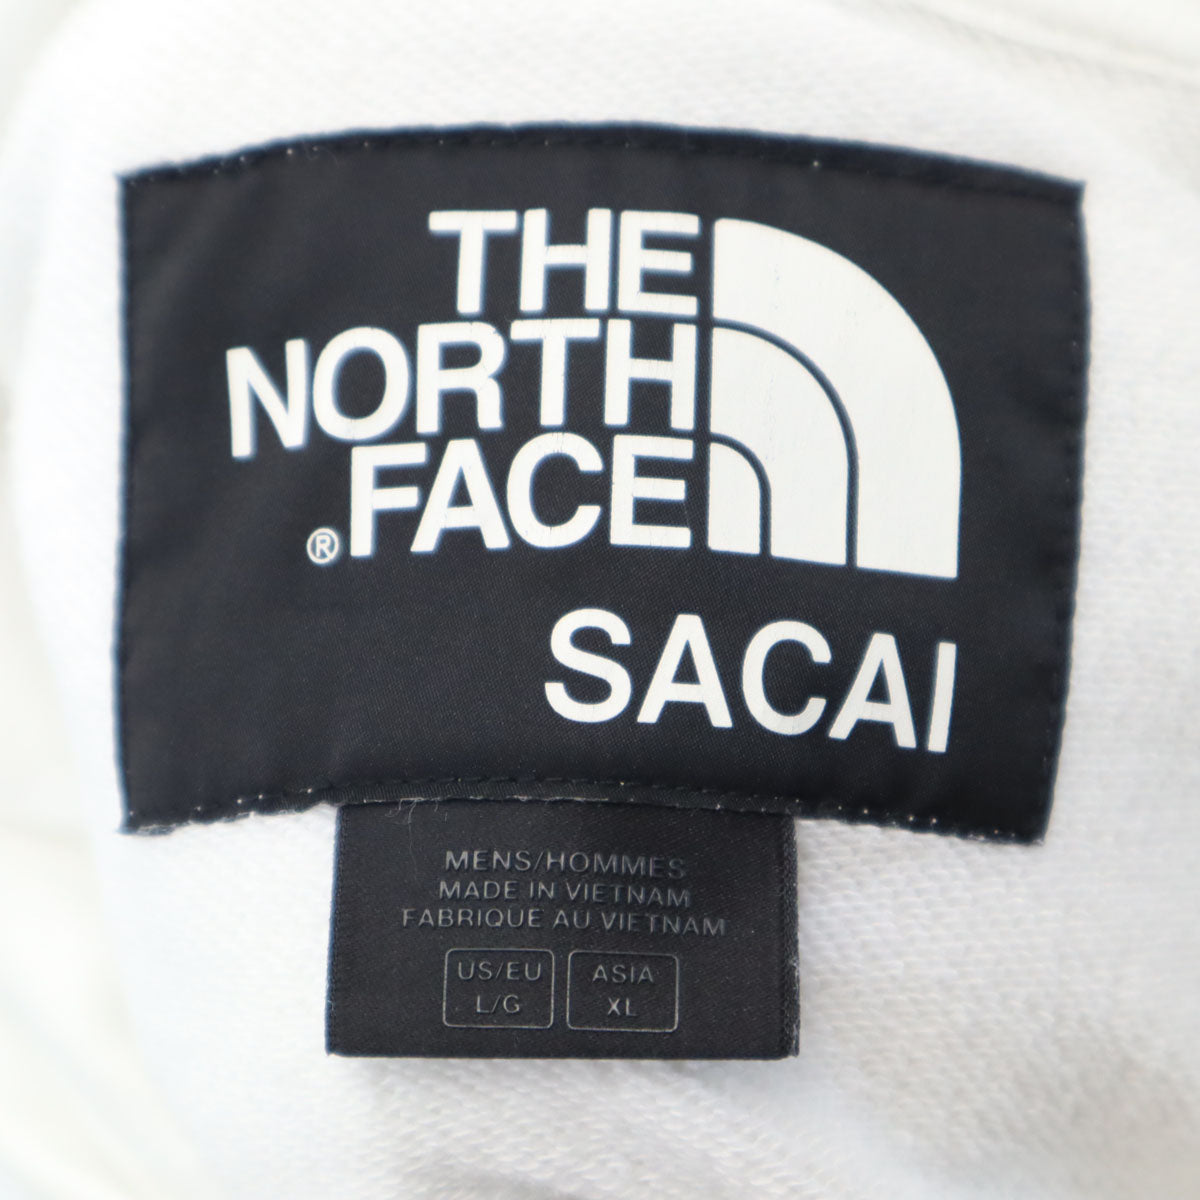 THE
NORTH
® FACE
SACAI
MENS/HOMMES
MADE IN VIETNAM
FABRIQUE AU VIETNAM
US/EU ASIA
L/G XL